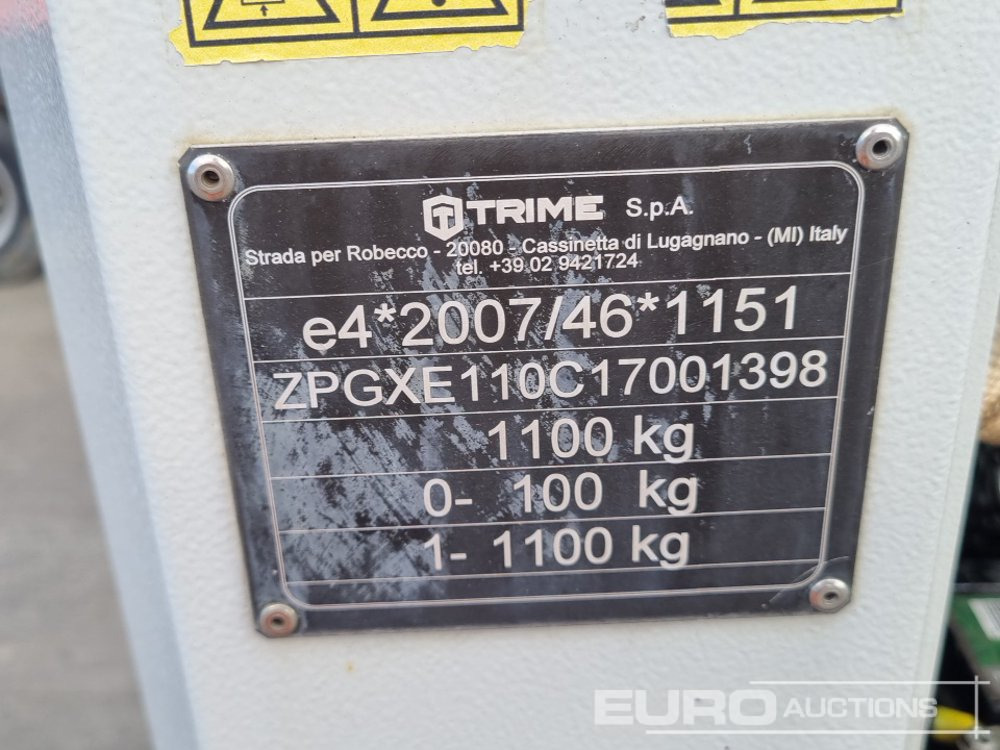 TRIME S.p.A.
Strada per Robecco - 20080 - Cassinetta di Lugagnano - (MI) Italy
tel. +39 02 9421724
e4*2007/46*1151
ZPGXE110C17001398
1100 kg
0- 100 kg
1- 1100 kg
EURO AUCTIONS